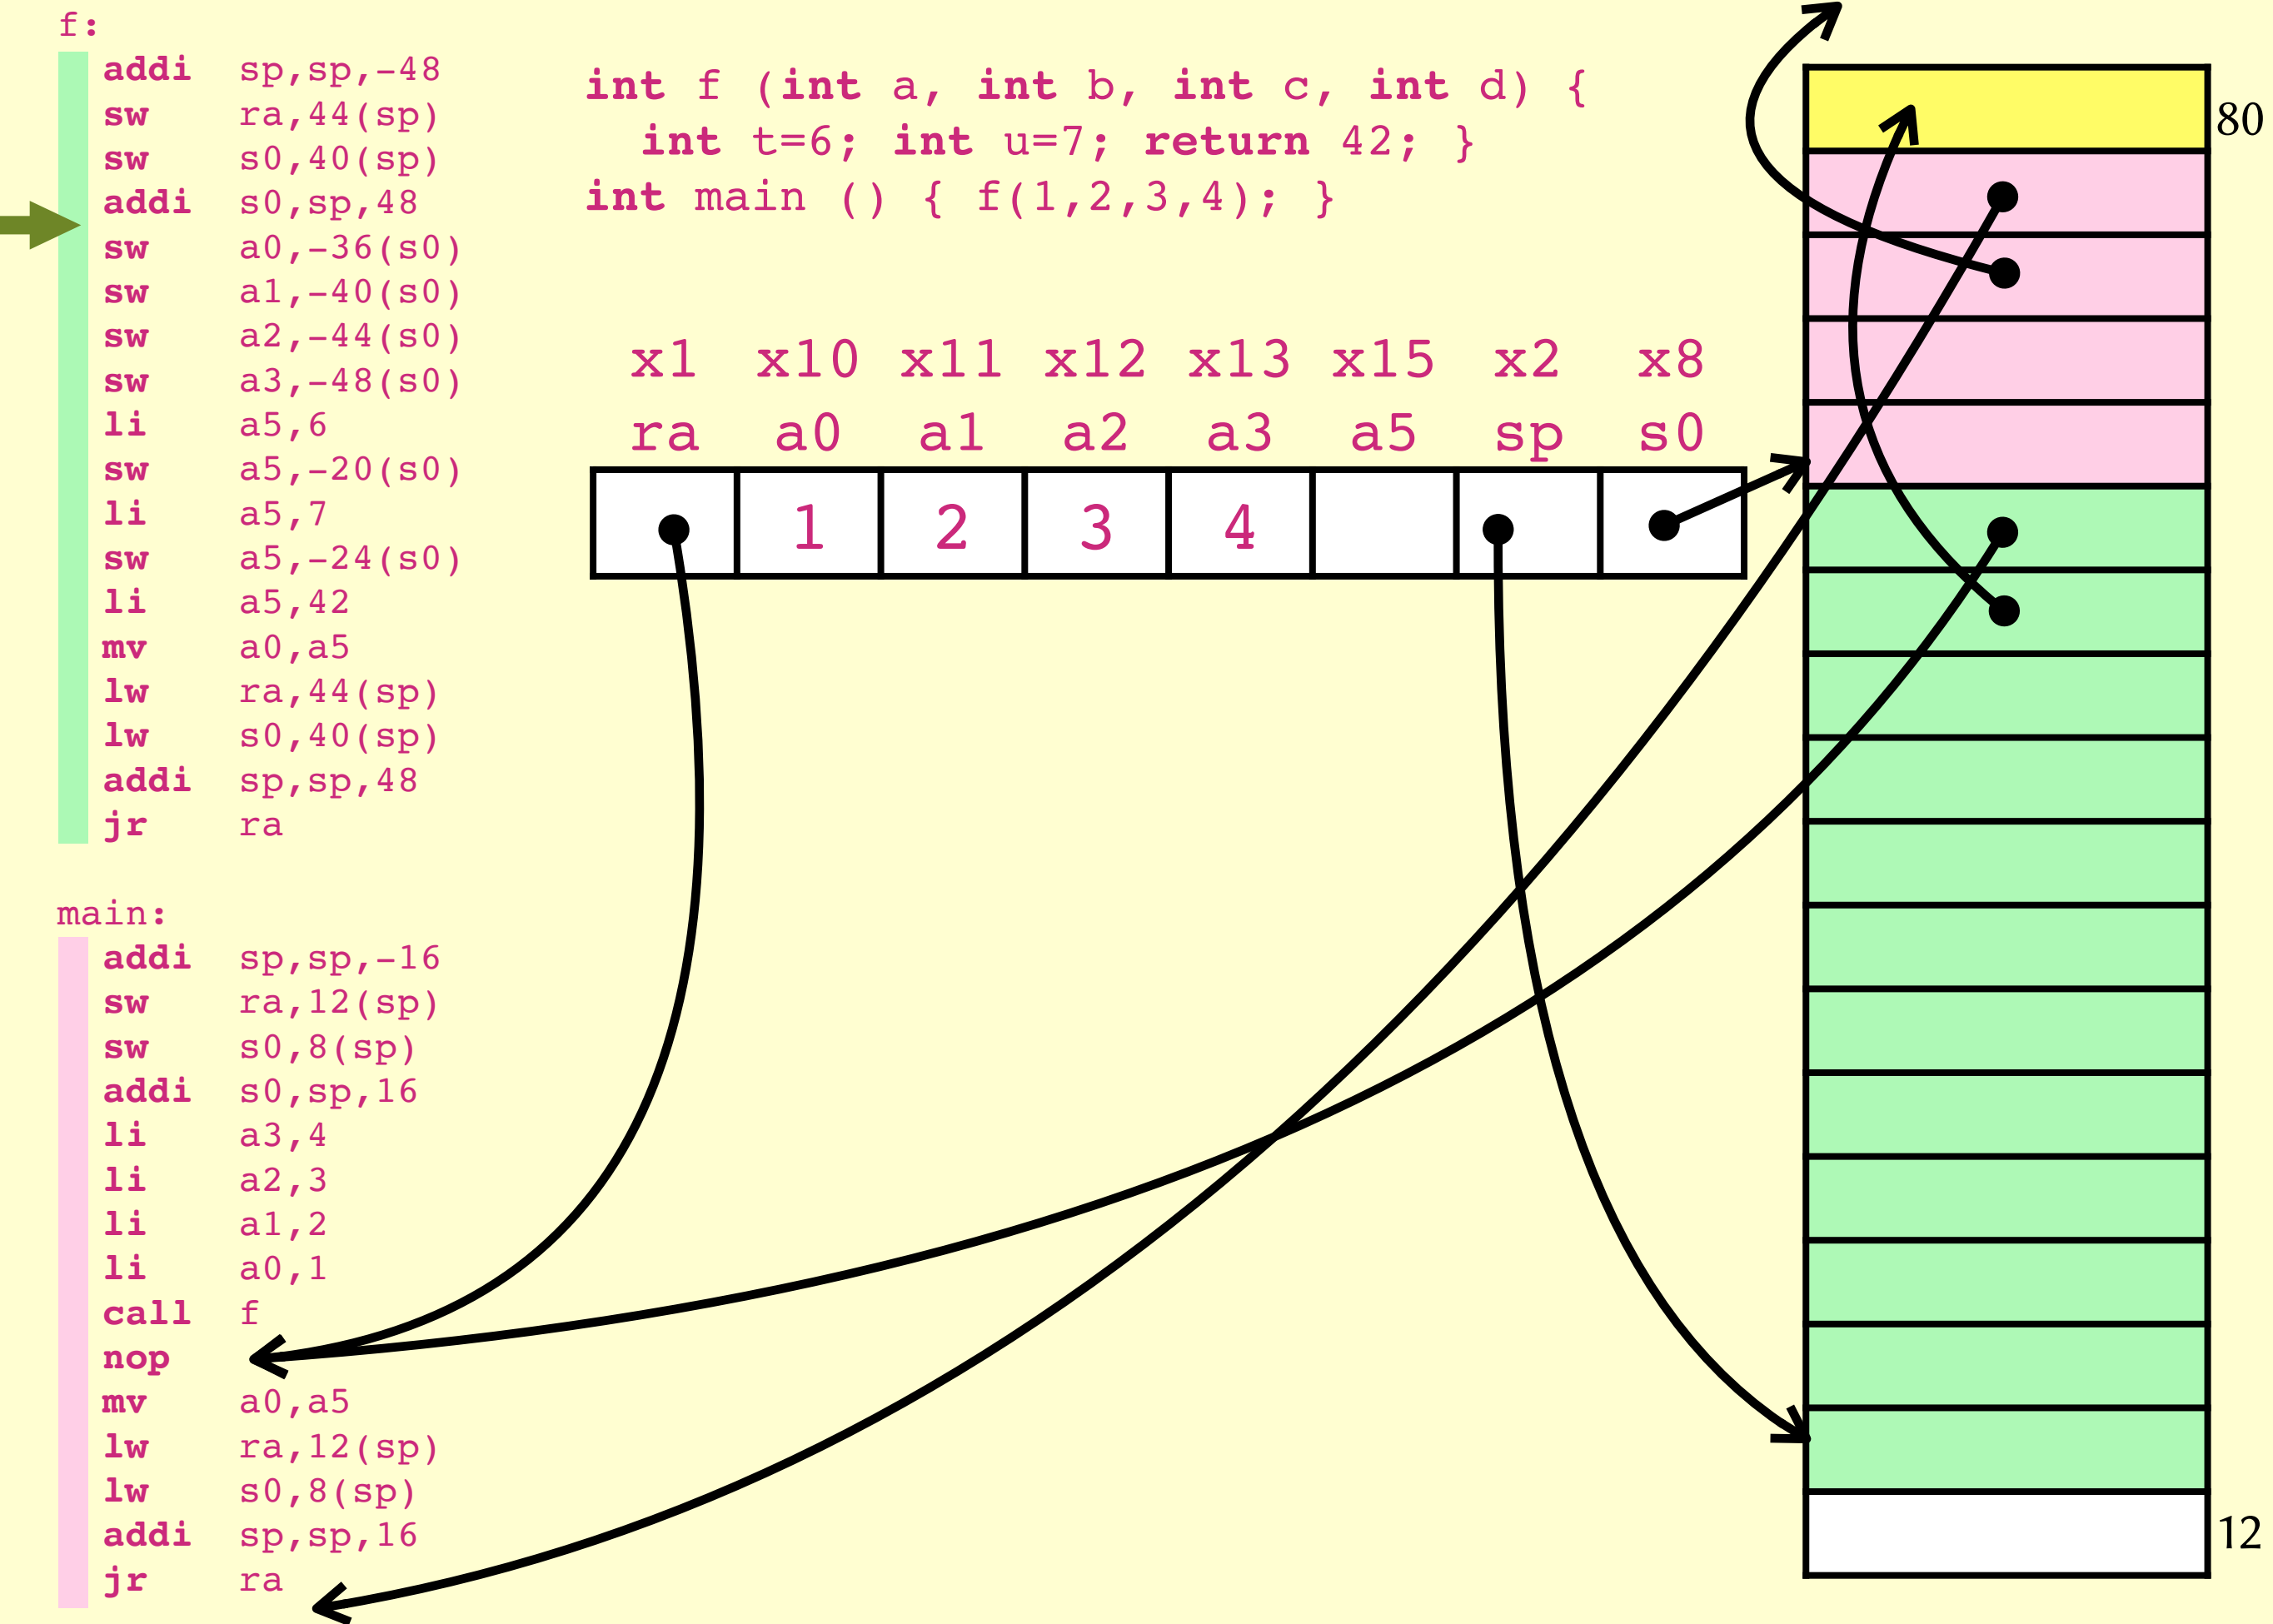 f:
addi sp,sp,-48
sw ra,44(sp)
sw s0,40(sp)
addi s0,sp,48
sw a0,-36(s0)
sw a1,-40(s0)
sw a2,-44(s0)
sw a3,-48(s0)
li a5,6
sw a5,-20(s0)
li a5,7
sw a5,-24(s0)
li a5,42
mv a0,a5
lw ra,44(sp)
lw s0,40(sp)
addi sp,sp,48
jr ra
main:
addi sp,sp,-16
sw ra,12(sp)
sw s0,8(sp)
addi s0,sp,16
li a3,4
li a2,3
li a1,2
li a0,1
call f
nop
mv a0,a5
lw ra,12(sp)
lw s0,8(sp)
addi sp,sp,16
jr ra
int f (int a, int b, int c, int d) {
int t=6; int u=7; return 42; }
int main () { f(1,2,3,4); }
x1 x10 x11 x12 x13 x15 x2 x8
ra a0 a1 a2 a3 a5 sp s0
1 2 3 4
80
12